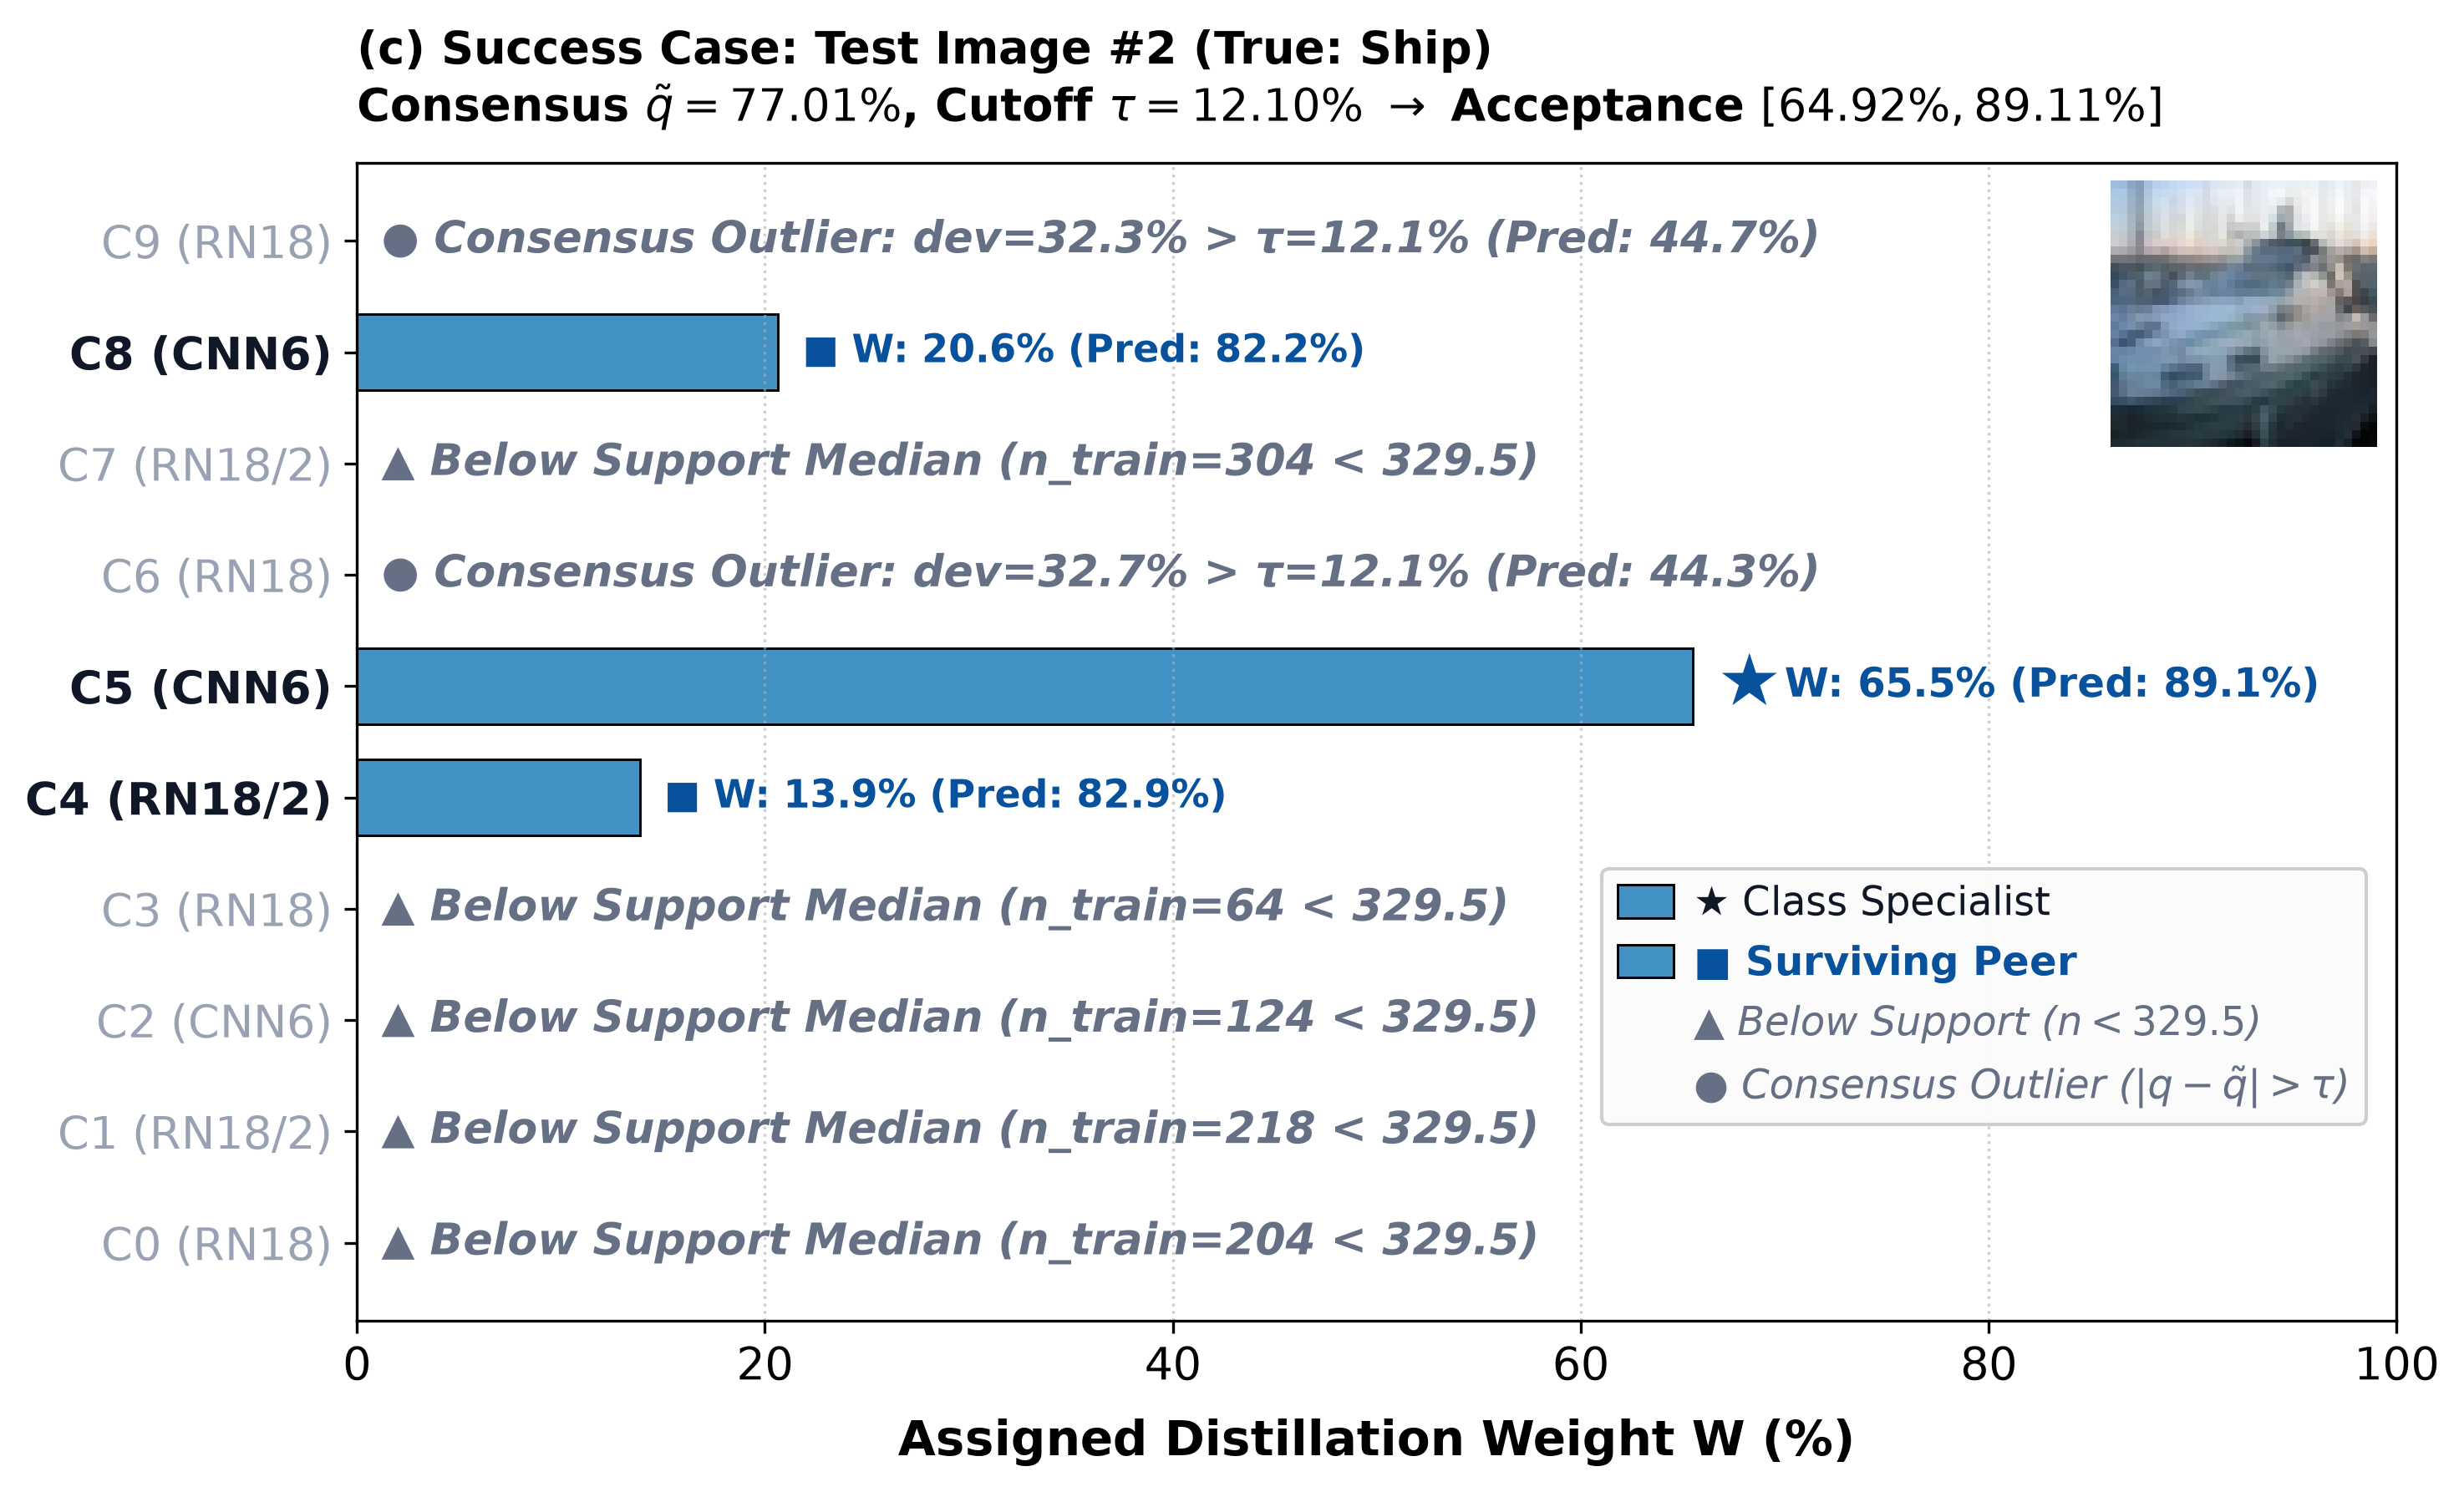 (c) Success Case: Test Image #2 (True: Ship)
Consensus q̃ = 77.01%, Cutoff τ = 12.10% → Acceptance [64.92%, 89.11%]
C9 (RN18) ● Consensus Outlier: dev=32.3% > τ=12.1% (Pred: 44.7%)
C8 (CNN6) ■ W: 20.6% (Pred: 82.2%)
C7 (RN18/2) ▲ Below Support Median (n_train=304 < 329.5)
C6 (RN18) ● Consensus Outlier: dev=32.7% > τ=12.1% (Pred: 44.3%)
C5 (CNN6) ★ W: 65.5% (Pred: 89.1%)
C4 (RN18/2) ■ W: 13.9% (Pred: 82.9%)
C3 (RN18) ▲ Below Support Median (n_train=64 < 329.5)
C2 (CNN6) ▲ Below Support Median (n_train=124 < 329.5)
C1 (RN18/2) ▲ Below Support Median (n_train=218 < 329.5)
C0 (RN18) ▲ Below Support Median (n_train=204 < 329.5)
★ Class Specialist
■ Surviving Peer
▲ Below Support (n < 329.5)
● Consensus Outlier (|q − q̃| > τ)
0 20 40 60 80 100
Assigned Distillation Weight W (%)